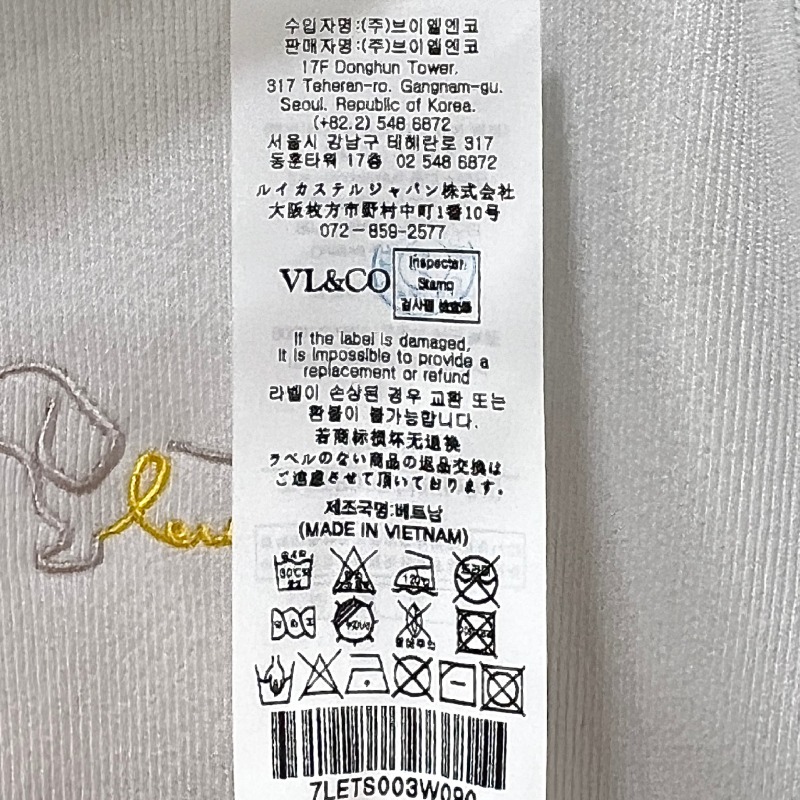 수입자명:(주)브이엘엔코
판매자명:(주)브이엘엔코
17F Donghun Tower,
317 Teheran-ro, Gangnam-gu,
Seoul, Republic of Korea.
(+82.2) 548 6872
서울시 강남구 테헤란로 317
동훈타워 17층 02 548 6872
ルイカステルジャパン株式会社
大阪枚方市野村中町1番10号
072-859-2577
VL&CO
Inspector
Stamp
If the label is damaged,
it is impossible to provide a
replacement or refund
라벨이 손상된 경우 교환 또는
환불이 불가능합니다.
若商标损坏无退换
ラベルのない商品の返品交換は
ご遠慮させて頂いております。
제조국명:베트남
(MADE IN VIETNAM)
30℃
120℃
드라이
7LETS003W090